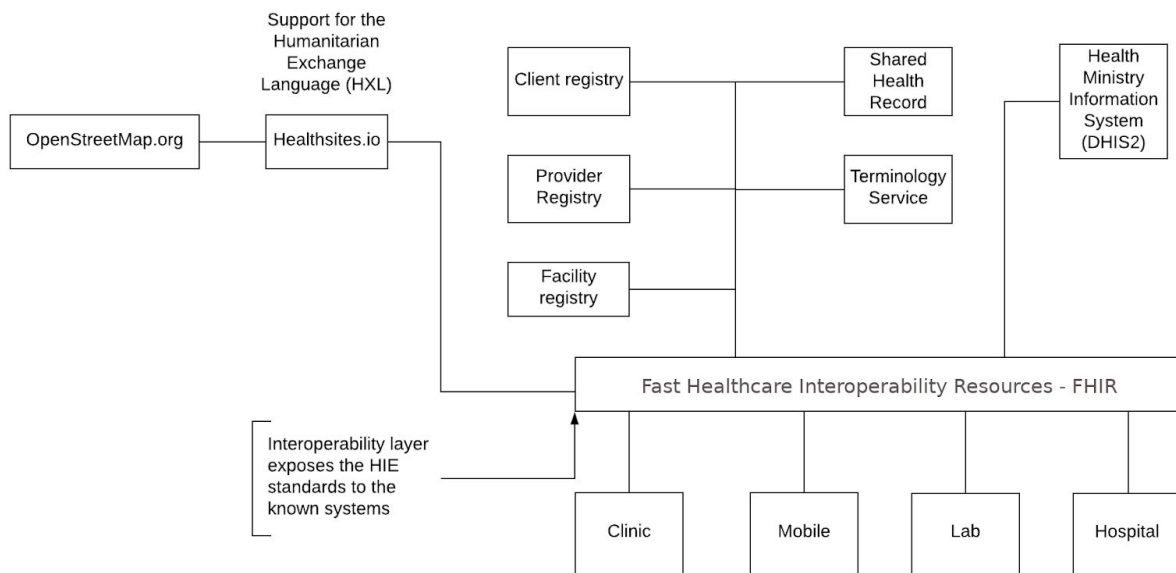 Support for the
Humanitarian
Exchange
Language (HXL)
OpenStreetMap.org
Healthsites.io
Client registry
Shared
Health
Record
Health
Ministry
Information
System
(DHIS2)
Provider
Registry
Terminology
Service
Facility
registry
Fast Healthcare Interoperability Resources - FHIR
Interoperability layer
exposes the HIE
standards to the
known systems
Clinic
Mobile
Lab
Hospital